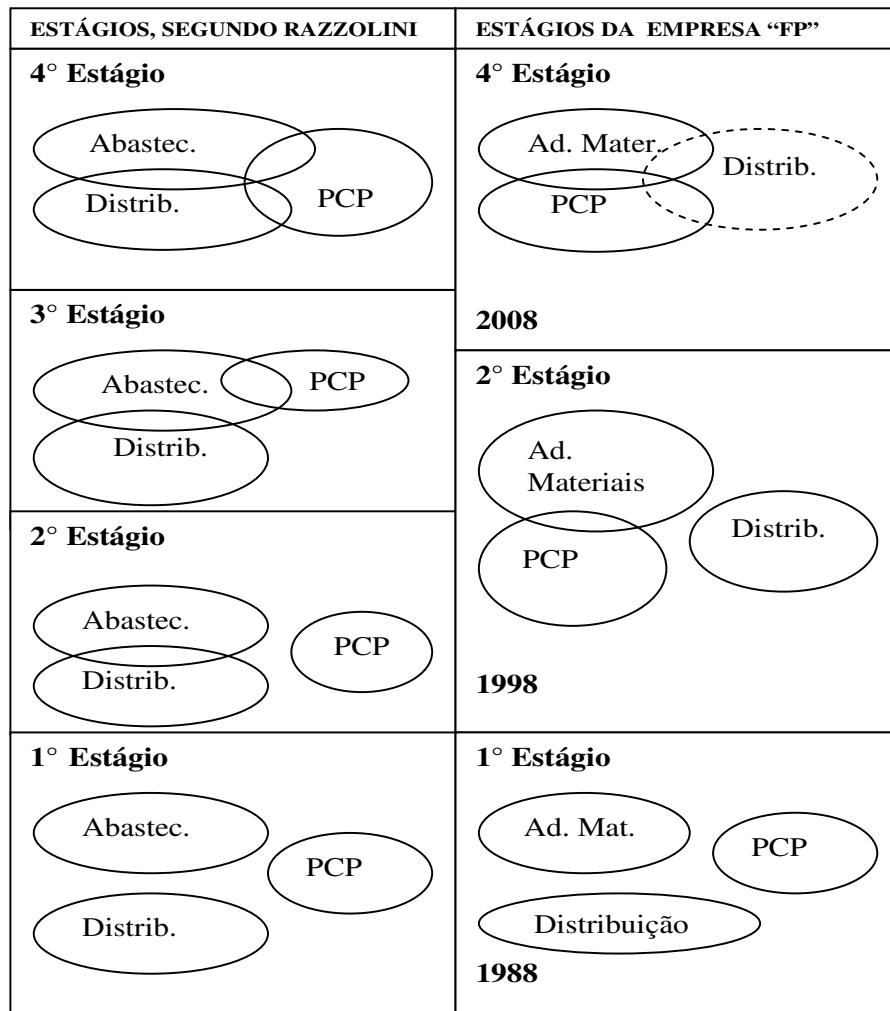 ESTÁGIOS, SEGUNDO RAZZOLINI
4° Estágio
Abastec.
Distrib.
PCP
3° Estágio
Abastec.
PCP
Distrib.
2° Estágio
Abastec.
PCP
Distrib.
1° Estágio
Abastec.
PCP
Distrib.
ESTÁGIOS DA EMPRESA “FP”
4° Estágio
Ad. Mater.
Distrib.
PCP
2008
2° Estágio
Ad.
Materiais
Distrib.
PCP
1998
1° Estágio
Ad. Mat.
PCP
Distribuição
1988